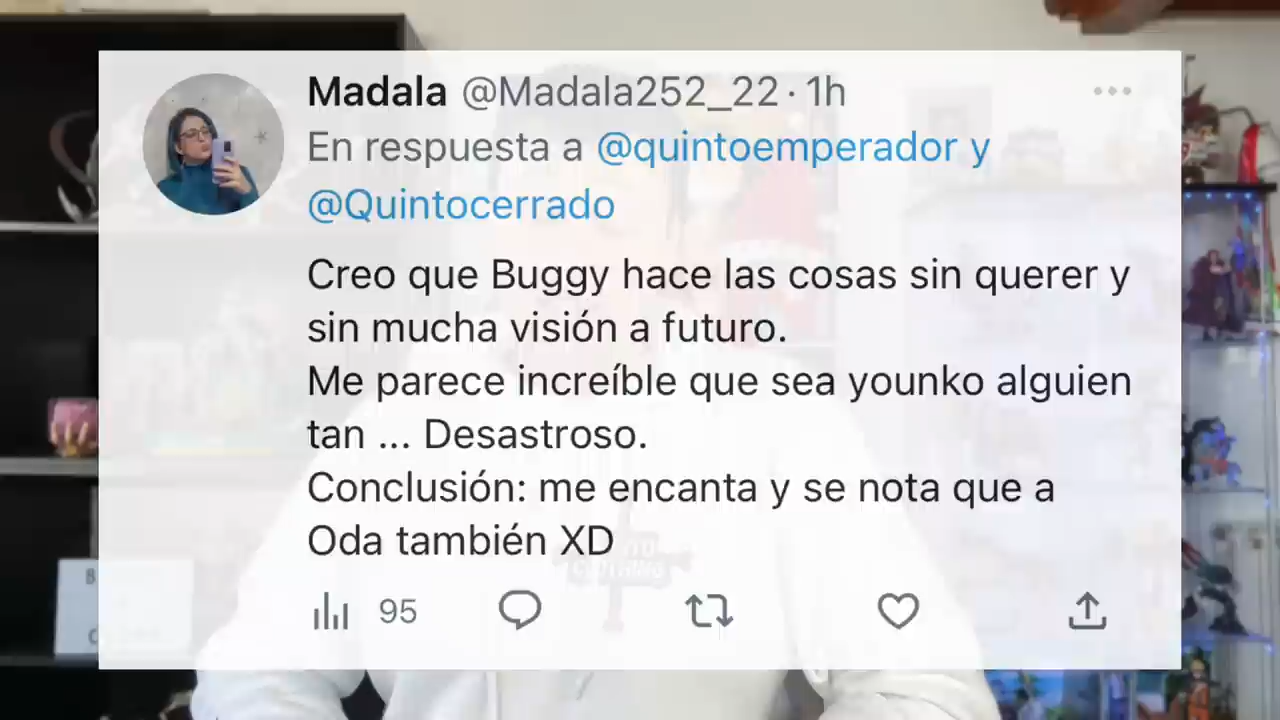 Madala @Madala252_22 · 1h
En respuesta a @quintoemperador y
@Quintocerrado
Creo que Buggy hace las cosas sin querer y
sin mucha visión a futuro.
Me parece increíble que sea younko alguien
tan ... Desastroso.
Conclusión: me encanta y se nota que a
Oda también XD
95